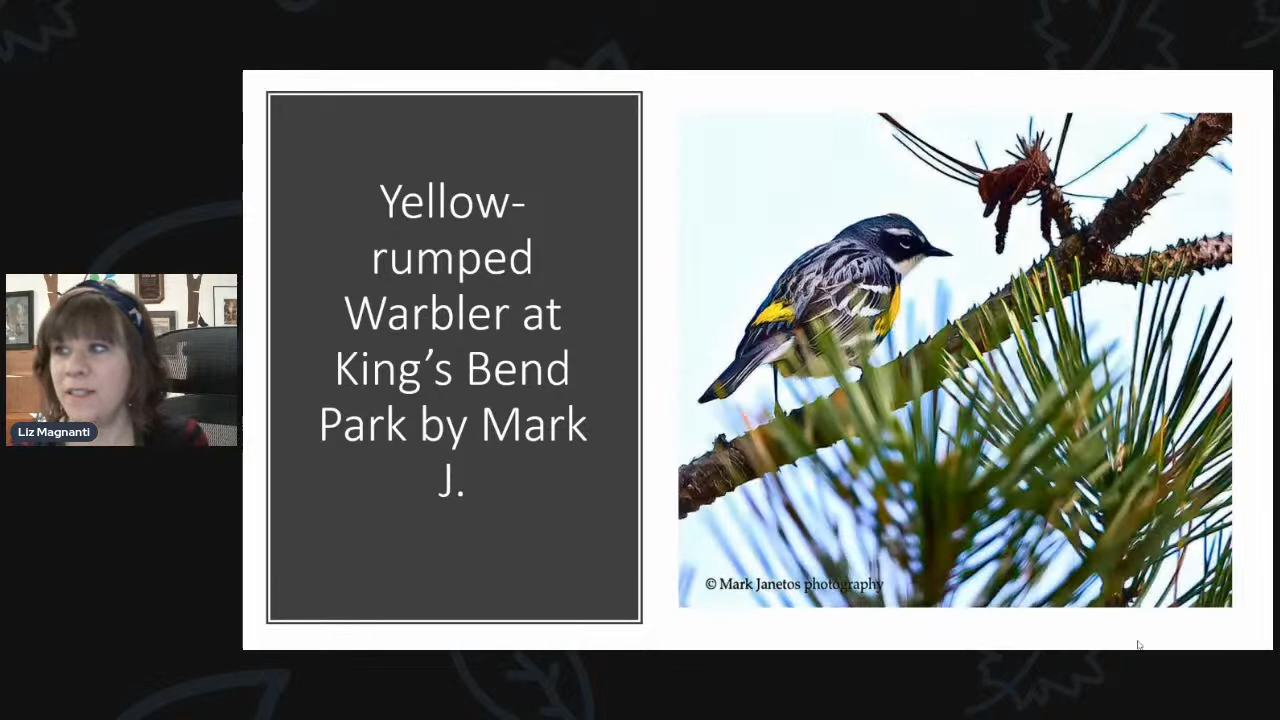 Yellow-
rumped
Warbler at
King’s Bend
Park by Mark
J.
© Mark Janetos photography
Liz Magnanti